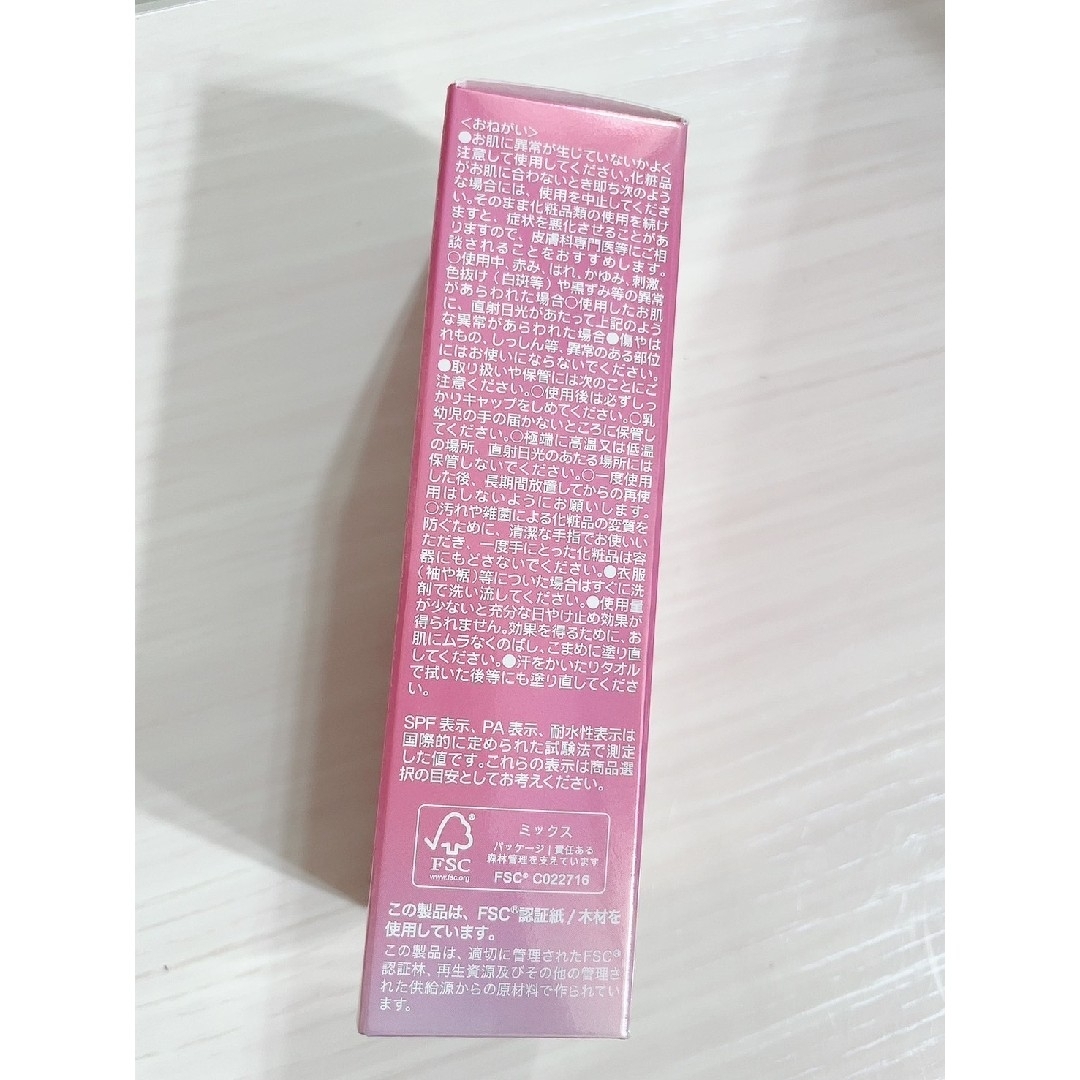 <おねがい>
●お肌に異常が生じていないかよく
注意して使用してください。化粧品
がお肌に合わないとき即ち次のよう
な場合には、使用を中止してくださ
い。そのまま化粧品類の使用を続け
ますと、症状を悪化させることがあ
りますので、皮膚科専門医等にご相
談されることをおすすめします。
○使用中、赤み、はれ、かゆみ、刺激、
色抜け(白斑等)や黒ずみ等の異常
があらわれた場合○使用したお肌
に、直射日光があたって上記のよう
な異常があらわれた場合●傷やは
れもの、しっしん等、異常のある部位
にはお使いにならないでください。
●取り扱いや保管には次のことにご
注意ください。○使用後は必ずしっ
かりキャップをしめてください。○乳
幼児の手の届かないところに保管し
てください。○極端に高温又は低温
の場所、直射日光のあたる場所には
保管しないでください。○一度使用
した後、長期間放置してからの再使
用はしないようにお願いします。
○汚れや雑菌による化粧品の変質を
防ぐために、清潔な手指でお使いい
ただき、一度手にとった化粧品は容
器にもどさないでください。●衣服
(袖や裾)等についた場合はすぐに洗
剤で洗い流してください。●使用量
が少ないと充分な日やけ止め効果が
得られません。効果を得るために、お
肌にムラなくのばし、こまめに塗り直
してください。●汗をかいたりタオル
で拭いた後等にも塗り直してくださ
い。
SPF表示、PA表示、耐水性表示は
国際的に定められた試験法で測定
した値です。これらの表示は商品選
択の目安としてお考えください。
FSC
www.fsc.org
ミックス
パッケージ|責任ある
森林管理を支えています
FSC® C022716
この製品は、FSC®認証紙/木材を
使用しています。
この製品は、適切に管理されたFSC®
認証林、再生資源及びその他の管理さ
れた供給源からの原材料で作られてい
ます。